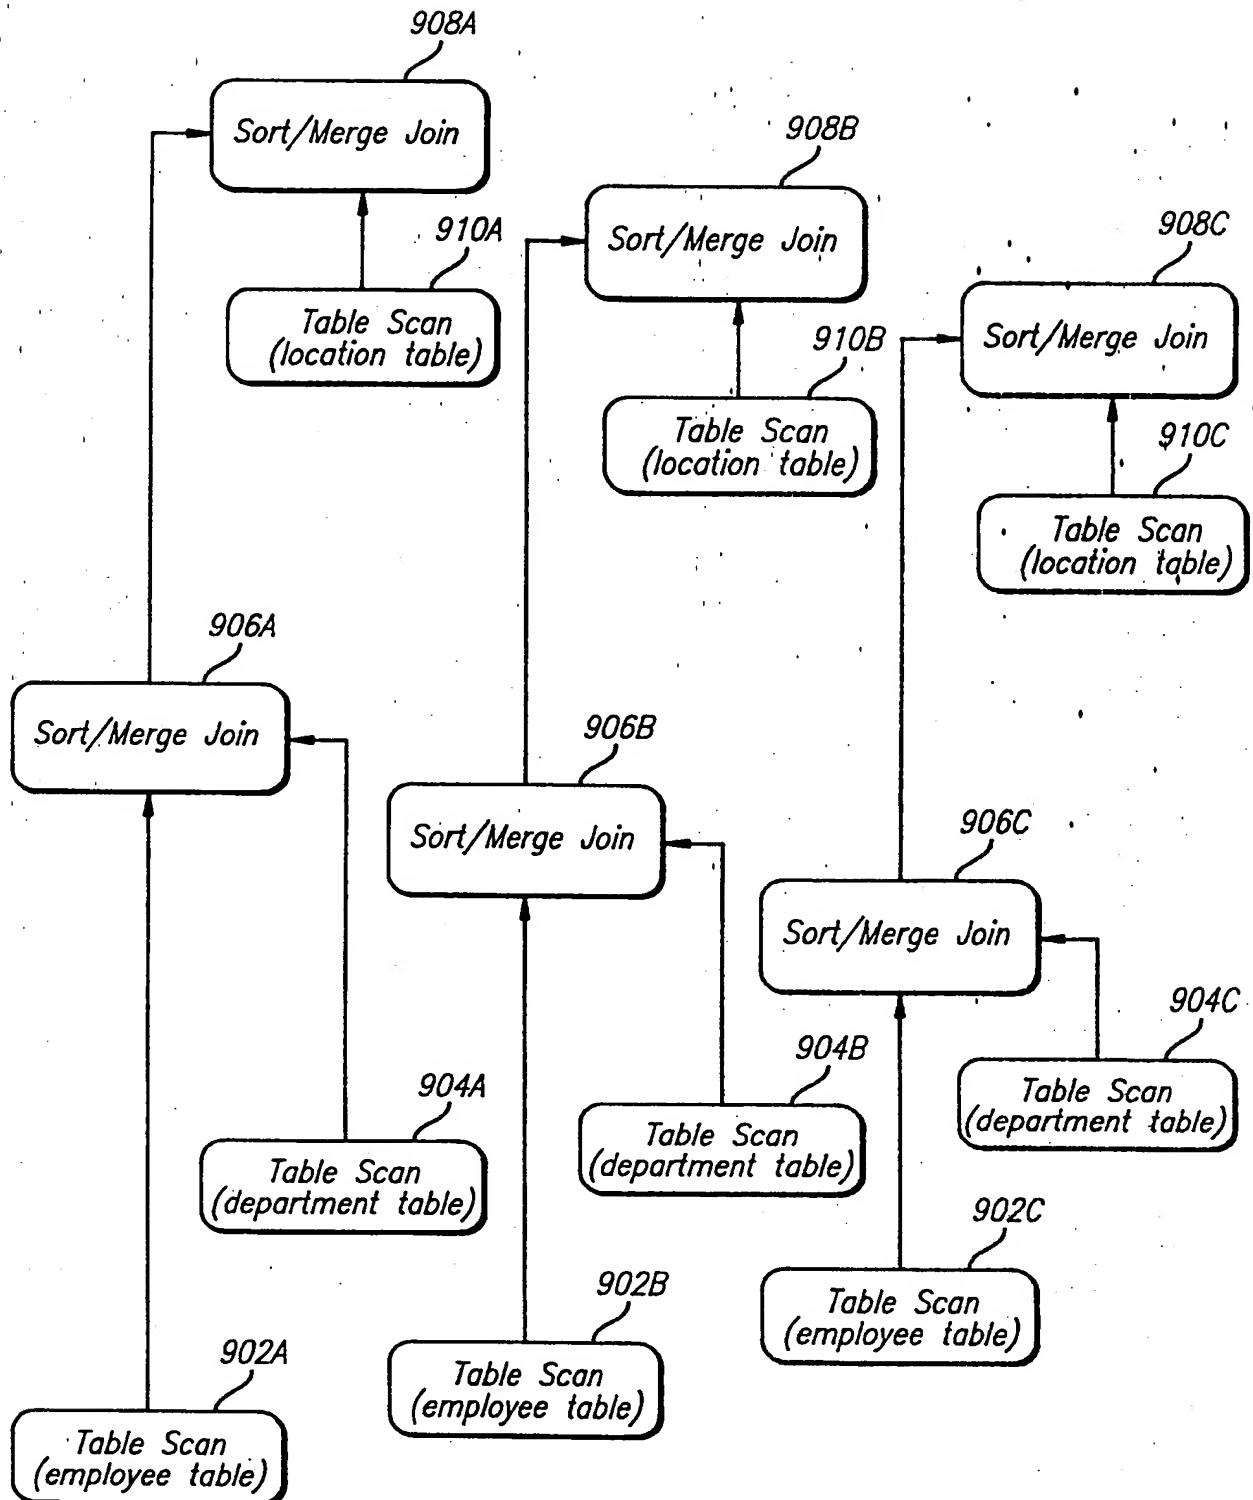 908A
Sort/Merge Join
908B
Sort/Merge Join
910A
908C
Table Scan
(location table)
Sort/Merge Join
910B
Table Scan
(location table)
910C
Table Scan
(location table)
906A
Sort/Merge Join
906B
Sort/Merge Join
906C
Sort/Merge Join
904C
904B
Table Scan
(department table)
904A
Table Scan
(department table)
Table Scan
(department table)
902C
902B
Table Scan
(employee table)
902A
Table Scan
(employee table)
Table Scan
(employee table)